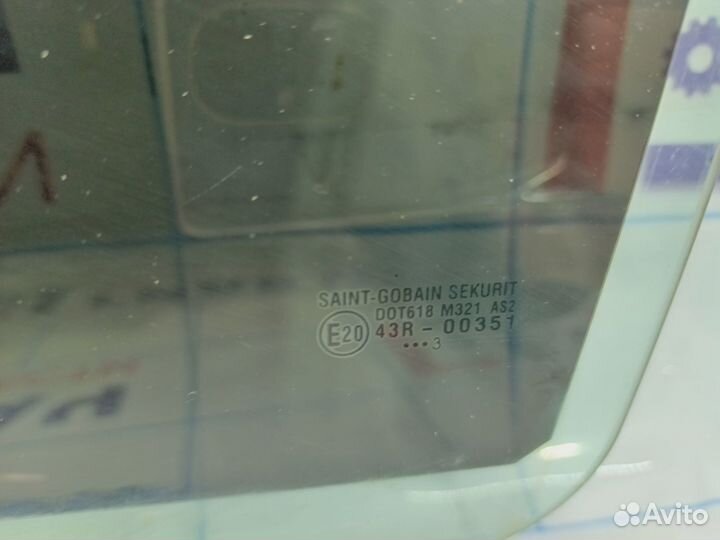 SAINT-GOBAIN SEKURIT
DOT618 M321 AS2
E20 43R-00351
•••3
Avito